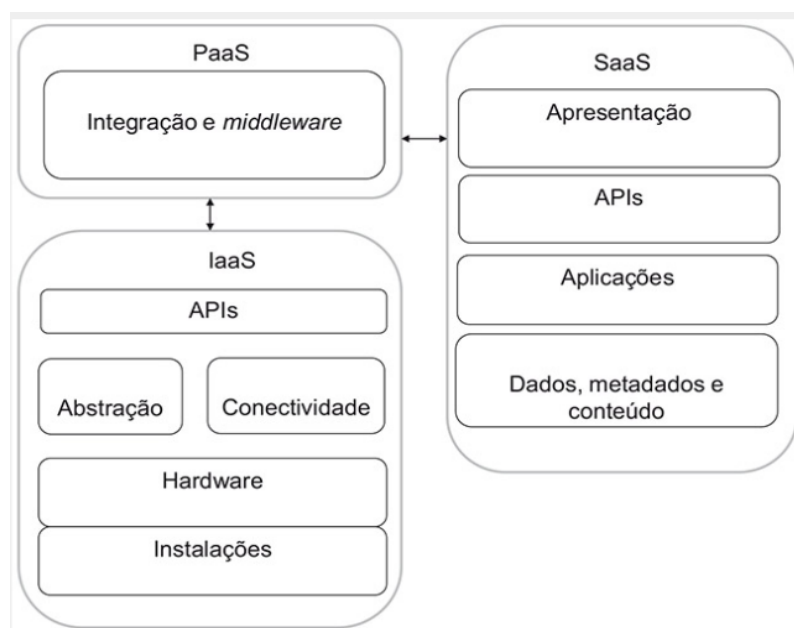 PaaS
Integração e middleware
IaaS
APIs
Abstração
Conectividade
Hardware
Instalações
SaaS
Apresentação
APIs
Aplicações
Dados, metadados e
conteúdo